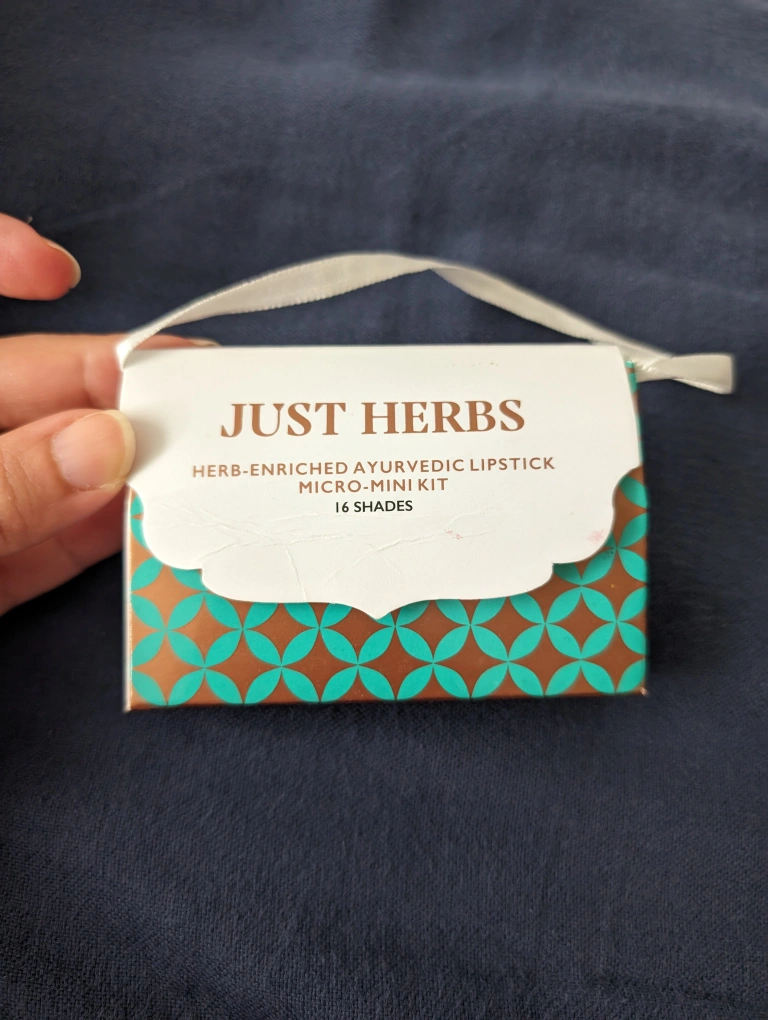 JUST HERBS
HERB-ENRICHED AYURVEDIC LIPSTICK
MICRO-MINI KIT
16 SHADES